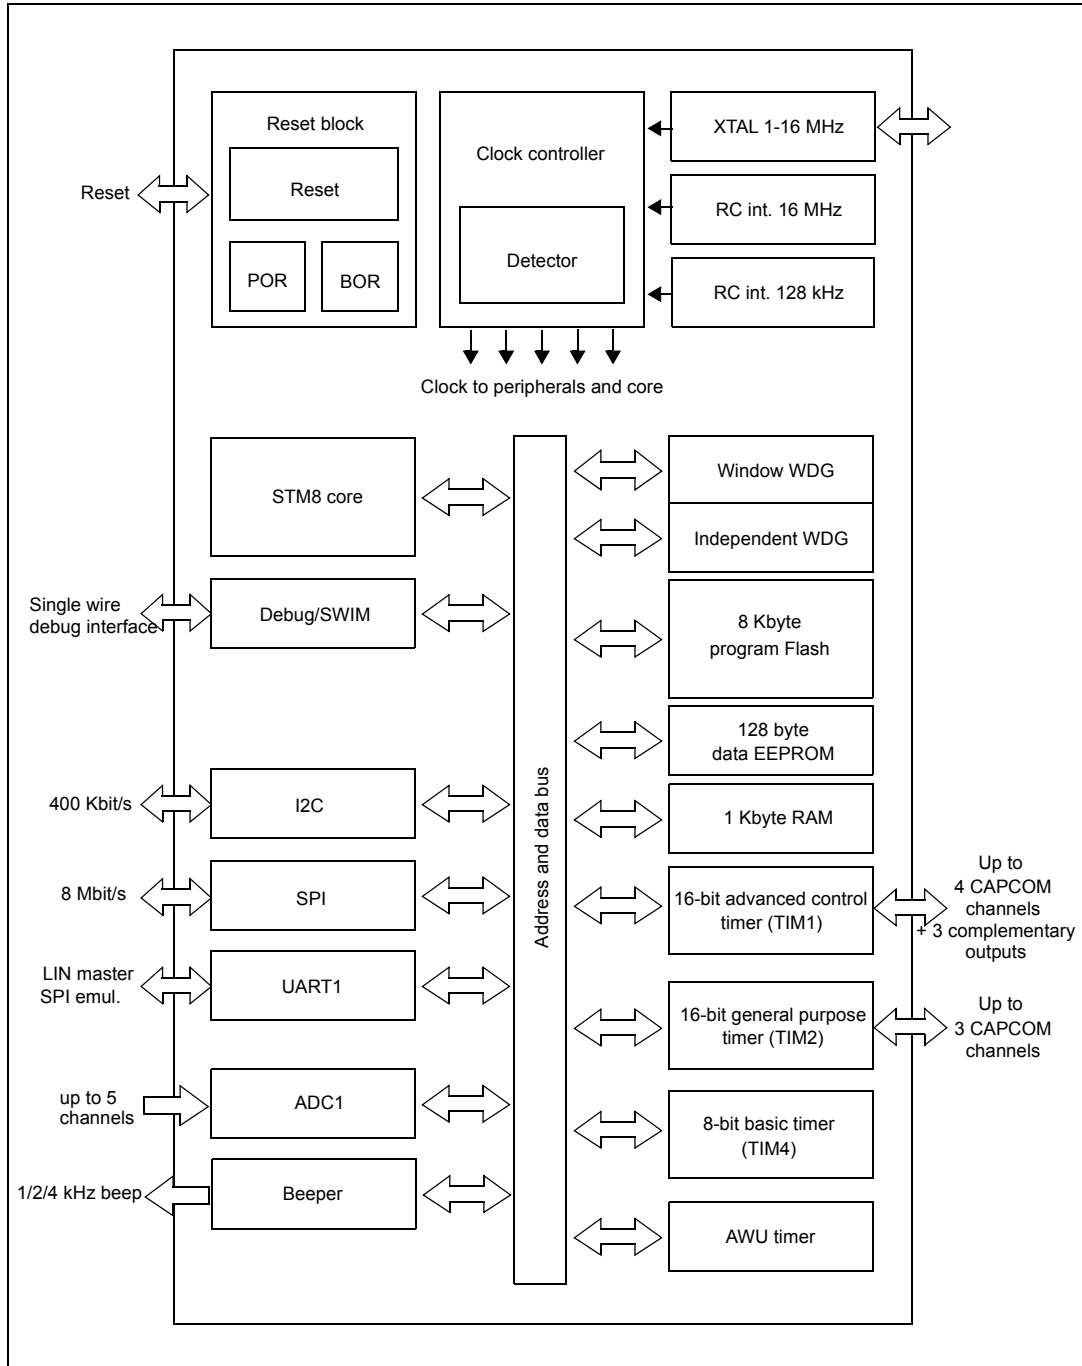 Reset block
Reset
POR
BOR
Reset
Clock controller
Detector
XTAL 1-16 MHz
RC int. 16 MHz
RC int. 128 kHz
Clock to peripherals and core
STM8 core
Single wire
debug interface
Debug/SWIM
400 Kbit/s
I2C
8 Mbit/s
SPI
LIN master
SPI emul.
UART1
up to 5
channels
ADC1
1/2/4 kHz beep
Beeper
Address and data bus
Window WDG
Independent WDG
8 Kbyte
program Flash
128 byte
data EEPROM
1 Kbyte RAM
16-bit advanced control
timer (TIM1)
Up to
4 CAPCOM
channels
+ 3 complementary
outputs
16-bit general purpose
timer (TIM2)
Up to
3 CAPCOM
channels
8-bit basic timer
(TIM4)
AWU timer